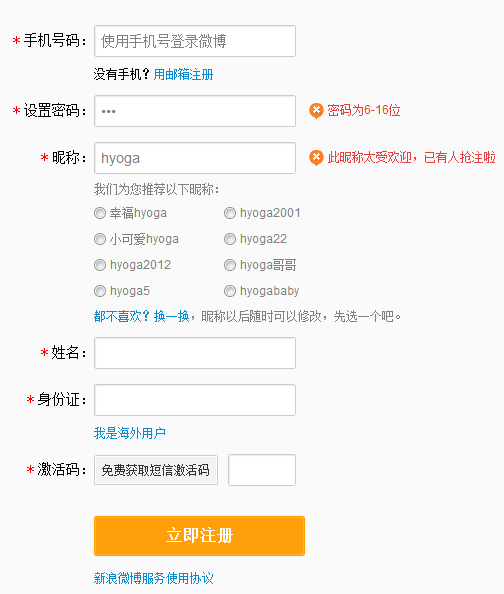 *手机号码：使用手机号登录微博
没有手机？用邮箱注册
*设置密码：••• 密码为6-16位
*昵称：hyoga 此昵称太受欢迎，已有人抢注啦
我们为您推荐以下昵称：
幸福hyoga hyoga2001
小可爱hyoga hyoga22
hyoga2012 hyoga哥哥
hyoga5 hyogababy
都不喜欢？换一换，昵称以后随时可以修改，先选一个吧。
*姓名：
*身份证：
我是海外用户
*激活码：免费获取短信激活码
立即注册
新浪微博服务使用协议